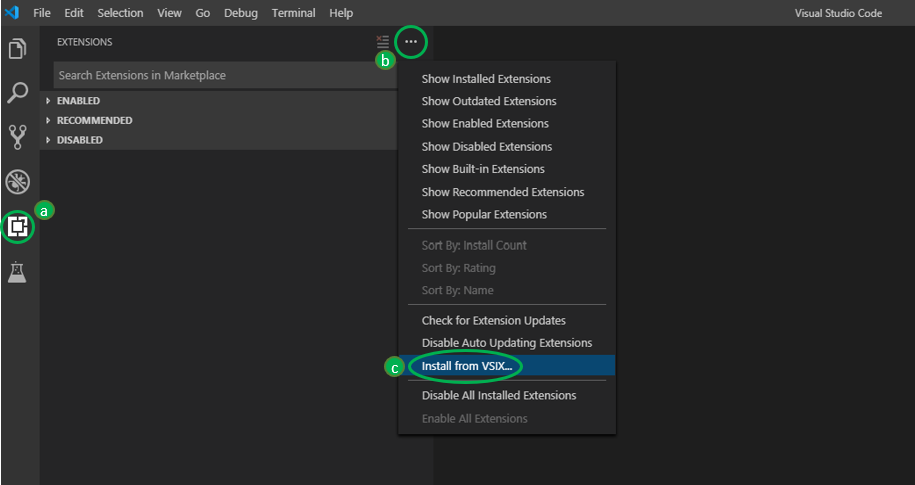 File Edit Selection View Go Debug Terminal Help Visual Studio Code
EXTENSIONS
b
Search Extensions in Marketplace
ENABLED
RECOMMENDED
DISABLED
a
Show Installed Extensions
Show Outdated Extensions
Show Enabled Extensions
Show Disabled Extensions
Show Built-in Extensions
Show Recommended Extensions
Show Popular Extensions
Sort By: Install Count
Sort By: Rating
Sort By: Name
Check for Extension Updates
Disable Auto Updating Extensions
c Install from VSIX...
Disable All Installed Extensions
Enable All Extensions